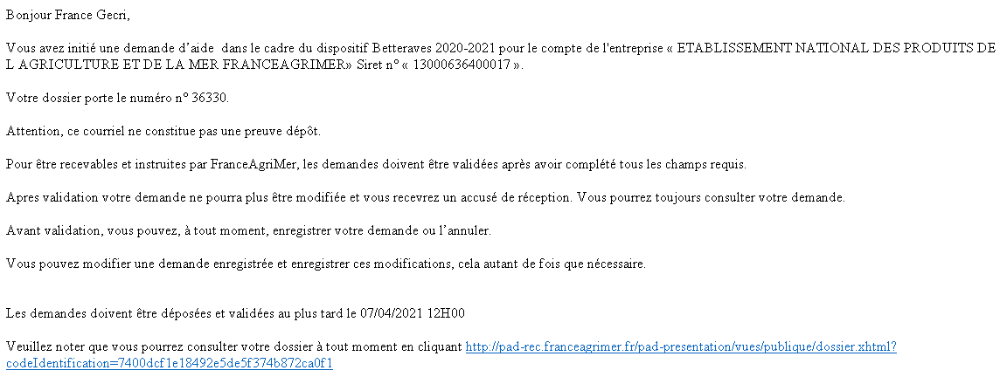 Bonjour France Gecri,
Vous avez initié une demande d’aide  dans le cadre du dispositif Betteraves 2020-2021 pour le compte de l'entreprise « ETABLISSEMENT NATIONAL DES PRODUITS DE
L AGRICULTURE ET DE LA MER FRANCEAGRIMER» Siret n° « 13000636400017 ».
Votre dossier porte le numéro n° 36330.
Attention, ce courriel ne constitue pas une preuve dépôt.
Pour être recevables et instruites par FranceAgriMer, les demandes doivent être validées après avoir complété tous les champs requis.
Apres validation votre demande ne pourra plus être modifiée et vous recevrez un accusé de réception. Vous pourrez toujours consulter votre demande.
Avant validation, vous pouvez, à tout moment, enregistrer votre demande ou l’annuler.
Vous pouvez modifier une demande enregistrée et enregistrer ces modifications, cela autant de fois que nécessaire.
Les demandes doivent être déposées et validées au plus tard le 07/04/2021 12H00
Veuillez noter que vous pourrez consulter votre dossier à tout moment en cliquant http://pad-rec.franceagrimer.fr/pad-presentation/vues/publique/dossier.xhtml?
codeIdentification=7400dcf1e18492e5de5f374b872ca0f1